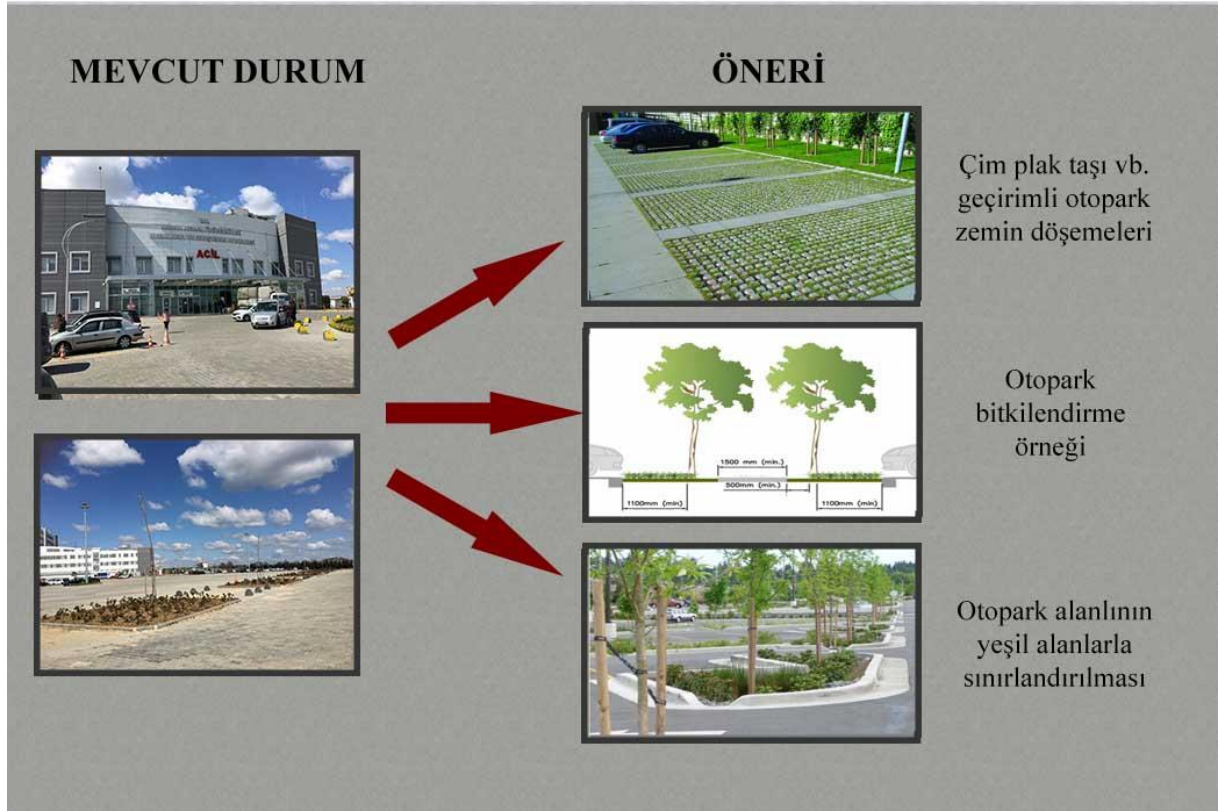 MEVCUT DURUM
ÖNERİ
ACİL
Çim plak taşı vb.
geçirimli otopark
zemin döşemeleri
1500 mm (min.)
500mm (min.)
1100mm (min)
1100mm (min)
Otopark
bitkilendirme
örneği
Otopark alanlının
yeşil alanlarla
sınırlandırılması